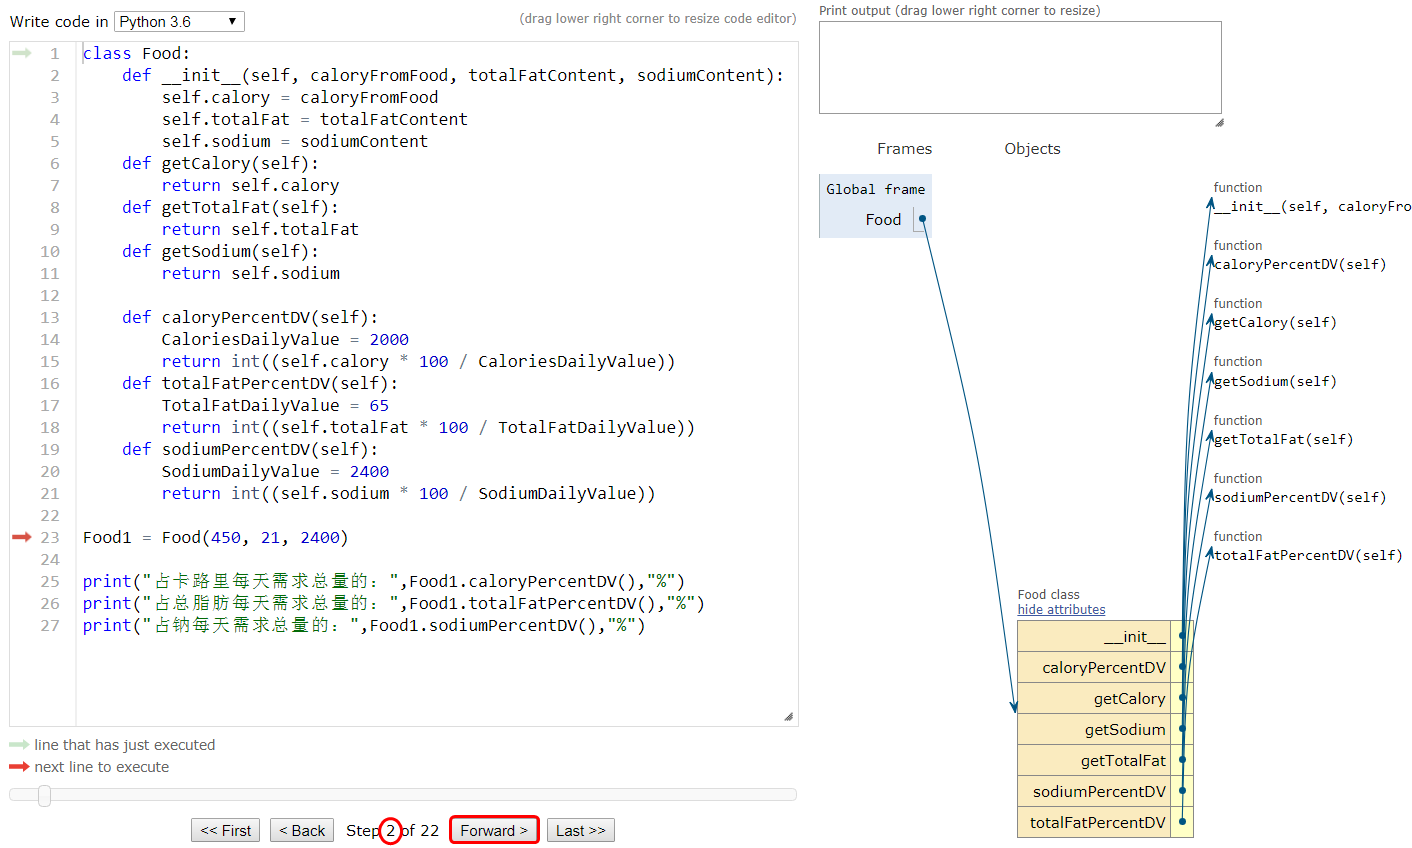 Write code in Python 3.6
(drag lower right corner to resize code editor)
1 class Food:
2     def __init__(self, caloryFromFood, totalFatContent, sodiumContent):
3         self.calory = caloryFromFood
4         self.totalFat = totalFatContent
5         self.sodium = sodiumContent
6     def getCalory(self):
7         return self.calory
8     def getTotalFat(self):
9         return self.totalFat
10     def getSodium(self):
11         return self.sodium
12
13     def caloryPercentDV(self):
14         CaloriesDailyValue = 2000
15         return int((self.calory * 100 / CaloriesDailyValue))
16     def totalFatPercentDV(self):
17         TotalFatDailyValue = 65
18         return int((self.totalFat * 100 / TotalFatDailyValue))
19     def sodiumPercentDV(self):
20         SodiumDailyValue = 2400
21         return int((self.sodium * 100 / SodiumDailyValue))
22
23 Food1 = Food(450, 21, 2400)
24
25 print("占卡路里每天需求总量的：",Food1.caloryPercentDV(),"%")
26 print("占总脂肪每天需求总量的：",Food1.totalFatPercentDV(),"%")
27 print("占钠每天需求总量的：",Food1.sodiumPercentDV(),"%")
line that has just executed
next line to execute
<< First
< Back
Step 2 of 22
Forward >
Last >>
Print output (drag lower right corner to resize)
Frames
Objects
Global frame
Food
function
__init__(self, caloryFro
function
caloryPercentDV(self)
function
getCalory(self)
function
getSodium(self)
function
getTotalFat(self)
function
sodiumPercentDV(self)
function
totalFatPercentDV(self)
Food class
hide attributes
__init__
caloryPercentDV
getCalory
getSodium
getTotalFat
sodiumPercentDV
totalFatPercentDV